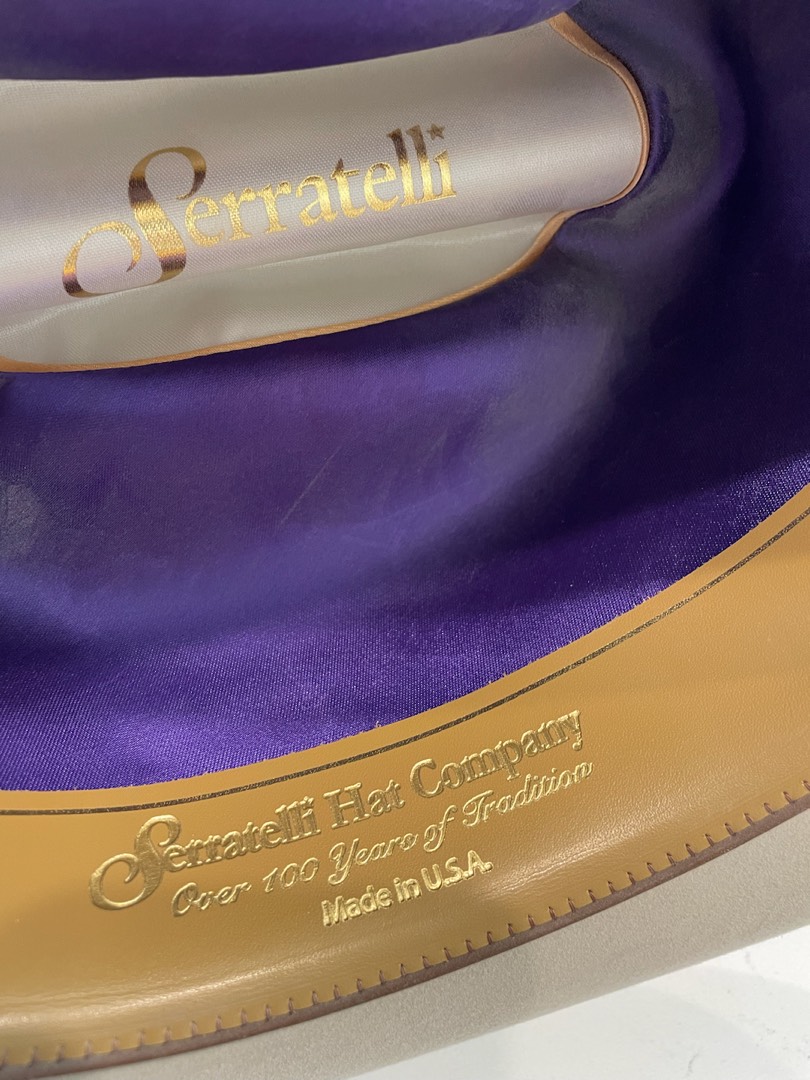 Serratelli
Serratelli Hat Company
Over 100 Years of Tradition
Made in U.S.A.